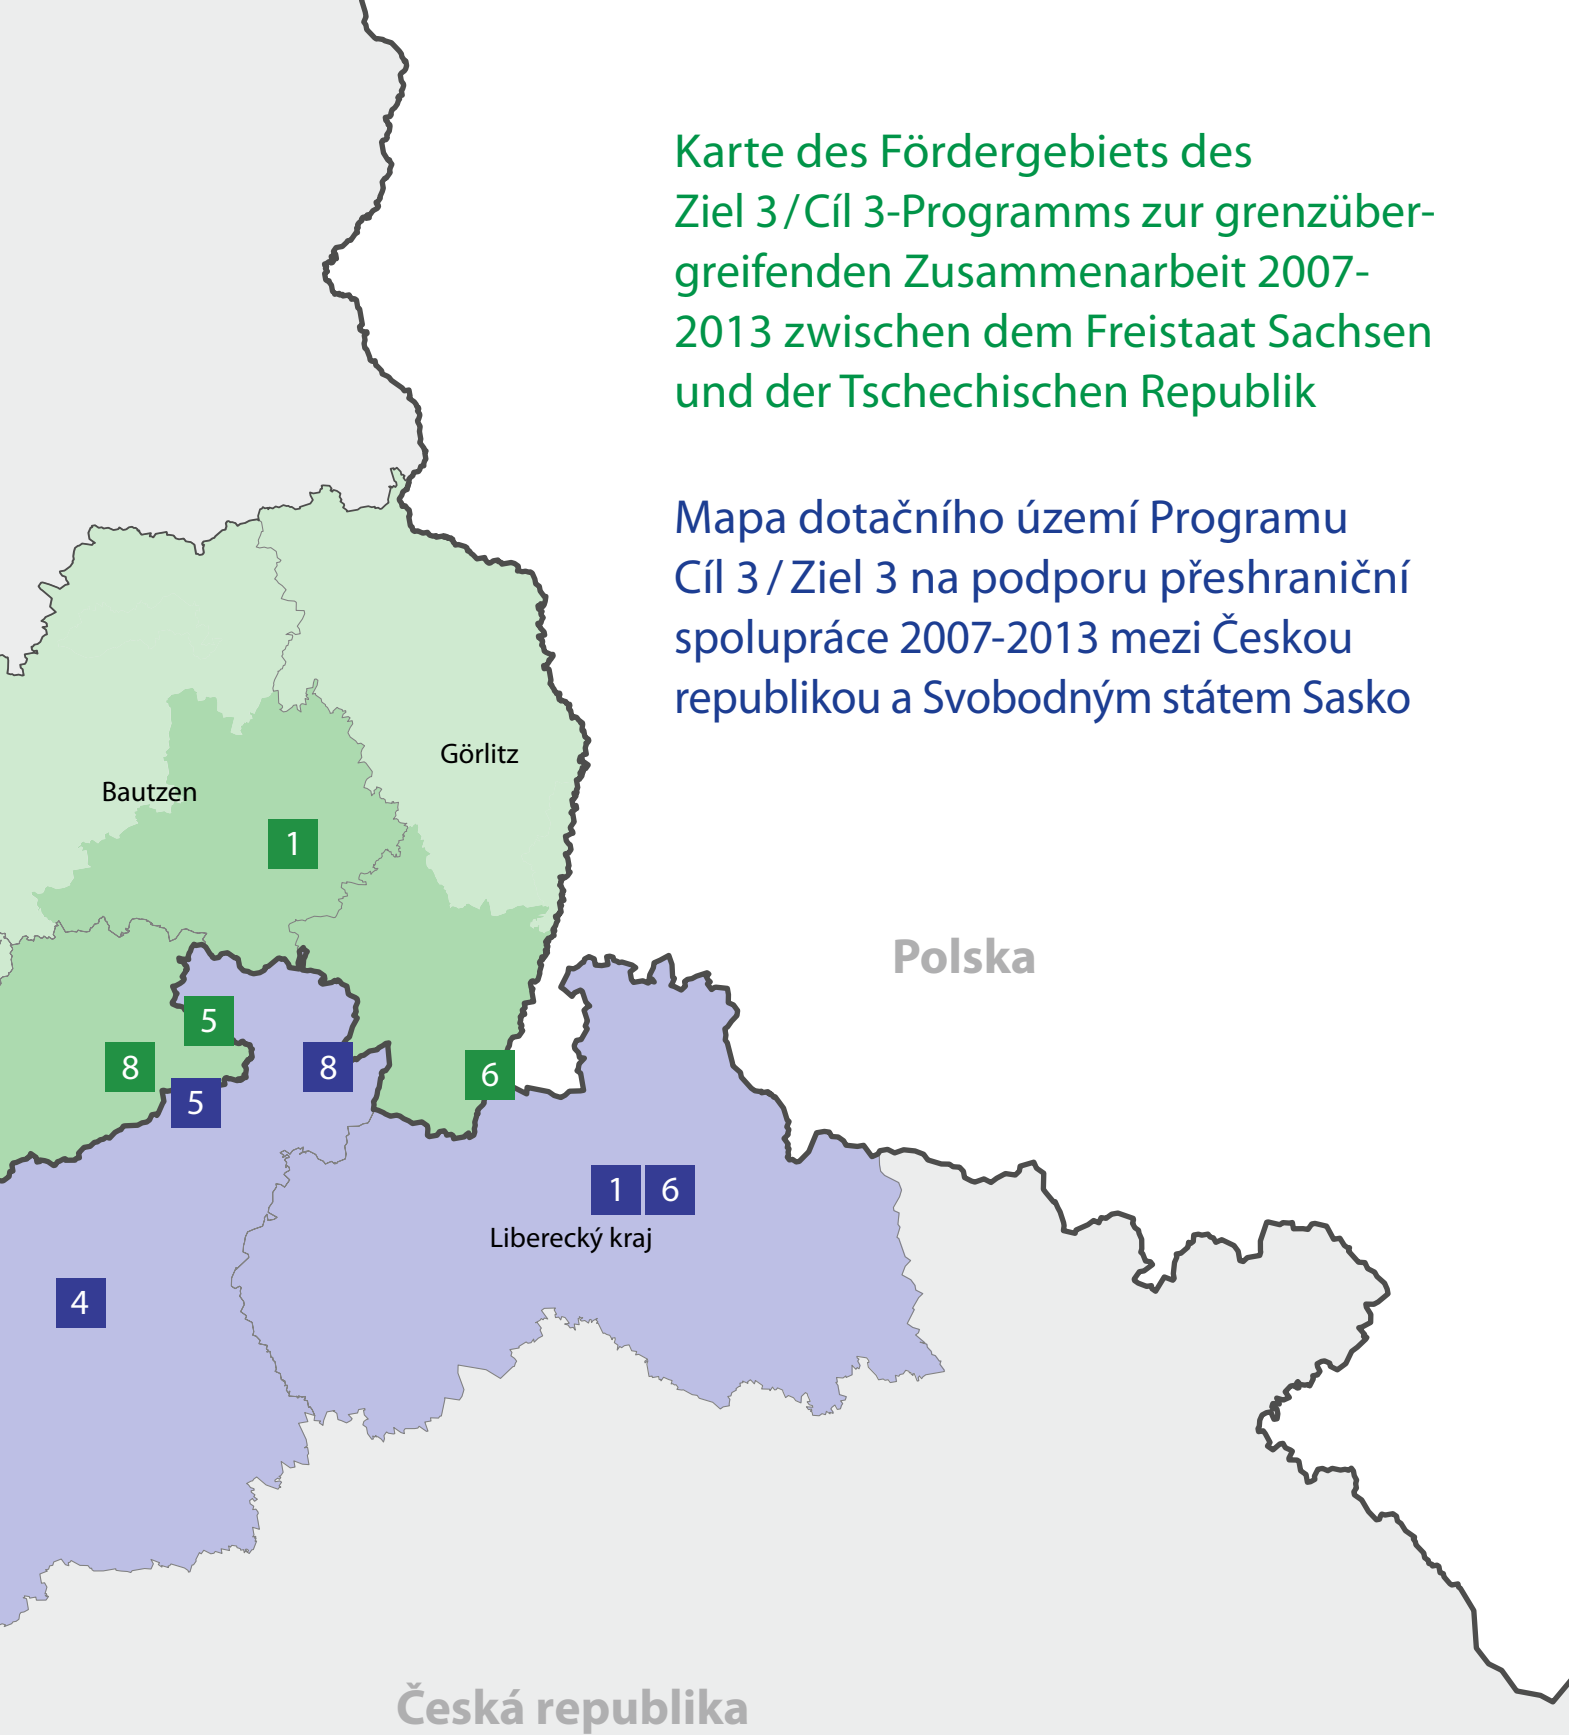 Karte des Fördergebiets des
Ziel 3 / Cíl 3-Programms zur grenzüber-
greifenden Zusammenarbeit 2007-
2013 zwischen dem Freistaat Sachsen
und der Tschechischen Republik
Mapa dotačního území Programu
Cíl 3 / Ziel 3 na podporu přeshraniční
spolupráce 2007-2013 mezi Českou
republikou a Svobodným státem Sasko
Görlitz
Bautzen
1
Polska
5
8
8
6
5
1 6
Liberecký kraj
4
Česká republika